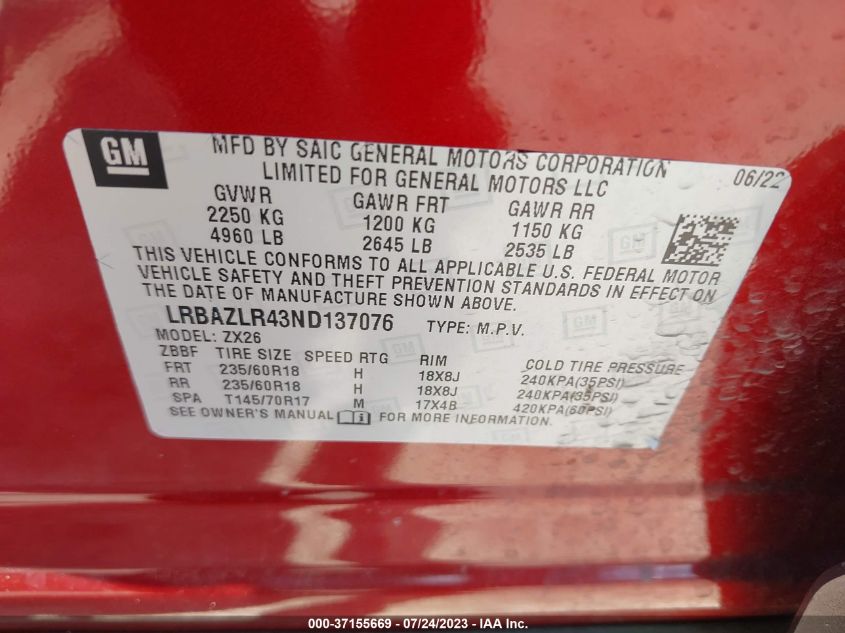 GM
MFD BY SAIC GENERAL MOTORS CORPORATION
LIMITED FOR GENERAL MOTORS LLC
06/22
GVWR GAWR FRT GAWR RR
2250 KG 1200 KG 1150 KG
4960 LB 2645 LB 2535 LB
THIS VEHICLE CONFORMS TO ALL APPLICABLE U.S. FEDERAL MOTOR
VEHICLE SAFETY AND THEFT PREVENTION STANDARDS IN EFFECT ON
THE DATE OF MANUFACTURE SHOWN ABOVE.
LRBAZLR43ND137076 TYPE: M.P.V.
MODEL: ZX26
ZBBF TIRE SIZE SPEED RTG RIM COLD TIRE PRESSURE
FRT 235/60R18 H 18X8J 240KPA(35PSI)
RR 235/60R18 H 18X8J 240KPA(35PSI)
SPA T145/70R17 M 17X4B 420KPA(60PSI)
SEE OWNER'S MANUAL FOR MORE INFORMATION.
000-37155669 - 07/24/2023 - IAA Inc.